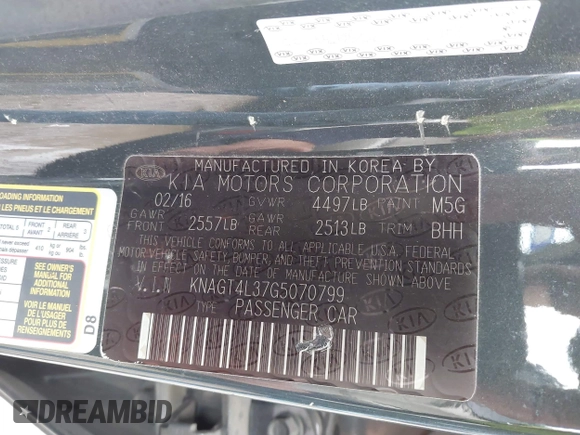 MANUFACTURED IN KOREA BY
KIA KIA MOTORS CORPORATION
02/16 GVWR 4497LB PAINT M5G
GAWR FRONT 2557LB GAWR REAR 2513LB TRIM BHH
THIS VEHICLE CONFORMS TO ALL APPLICABLE U.S.A. FEDERAL
MOTOR VEHICLE SAFETY, BUMPER, AND THEFT PREVENTION STANDARDS
IN EFFECT ON THE DATE OF MANUFACTURE SHOWN ABOVE
V.I.N KNAGT4L37G5070799
TYPE PASSENGER CAR
LOADING INFORMATION
LES PNEUS ET LE CHARGEMENT
FRONT AVANT 2
REAR ARRIÈRE 3
SEE OWNER'S
MANUAL FOR
ADDITIONAL
INFORMATION
VOIR LE MANUEL
DE L'USAGER
POUR PLUS DE
RENSEIGNEMENTS
D8
DREAMBID